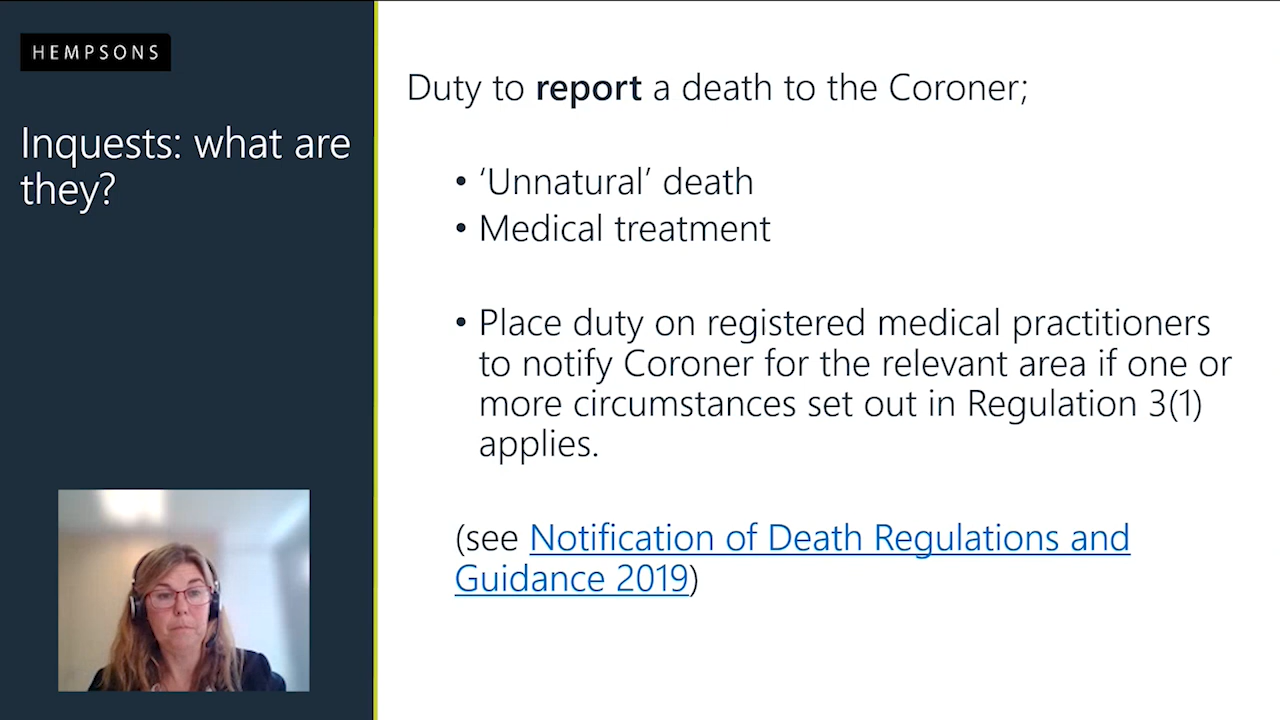 HEMPSONS
Inquests: what are
they?
Duty to report a death to the Coroner;
• ‘Unnatural’ death
• Medical treatment
• Place duty on registered medical practitioners
to notify Coroner for the relevant area if one or
more circumstances set out in Regulation 3(1)
applies.
(see Notification of Death Regulations and
Guidance 2019)